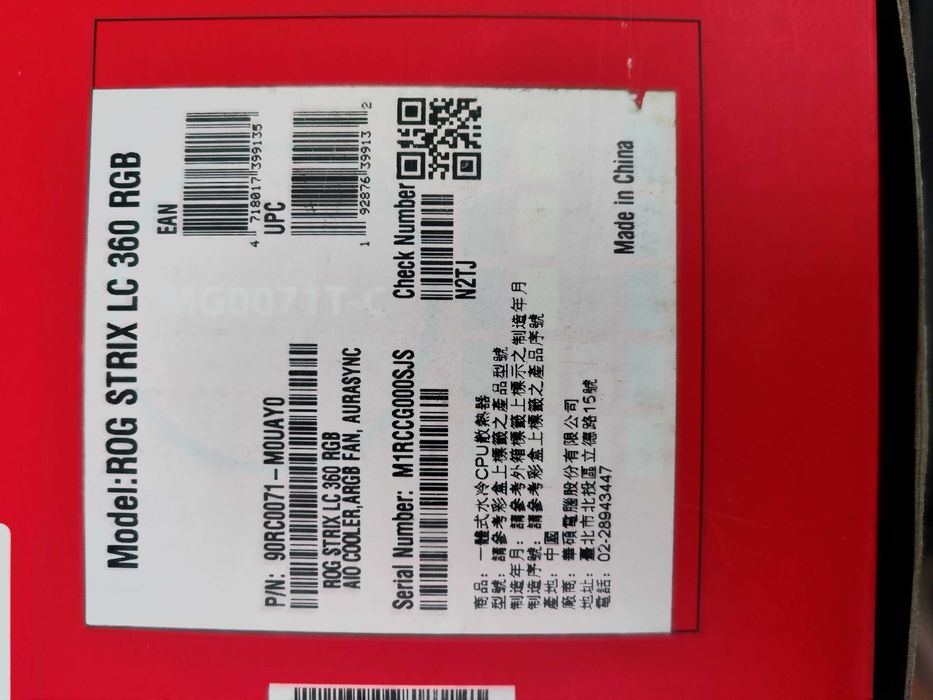 Model:ROG STRIX LC 360 RGB
EAN
4 718017 399135
UPC
1 92876 39913 2
P/N: 90RC0071-M0UAY0
ROG STRIX LC 360 RGB
AIO COOLER,ARGB FAN, AURASYNC
Serial Number: M1RCCG000SJS
Check Number
N2TJ
商品: 一體式水冷CPU散熱器
型號: 請參考彩盒上標籤之產品型號
制造年月: 請參考外箱標籤上標示之制造年月
制造序號: 請參考彩盒上標籤之產品序號
產地: 中國
廠商: 華碩電腦股份有限公司
地址: 臺北市北投區立德路15號
電話: 02-28943447
Made in China
MG0071T-C